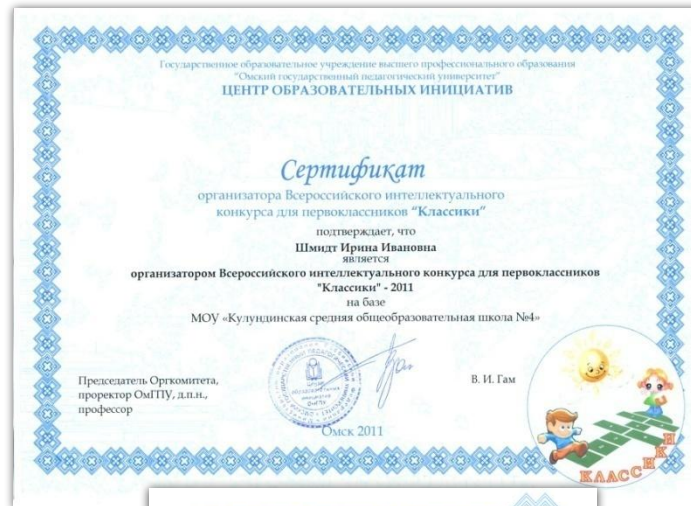 Государственное образовательное учреждение высшего профессионального образования
"Омский государственный педагогический университет"
ЦЕНТР ОБРАЗОВАТЕЛЬНЫХ ИНИЦИАТИВ
Сертификат
организатора Всероссийского интеллектуального
конкурса для первоклассников "Классики"
подтверждает, что
Шмидт Ирина Ивановна
является
организатором Всероссийского интеллектуального конкурса для первоклассников
"Классики" - 2011
на базе
МОУ «Кулундинская средняя общеобразовательная школа №4»
Председатель Оргкомитета,
проректор ОмГПУ, д.п.н.,
профессор
В. И. Гам
Омск 2011
КЛАССИКИ